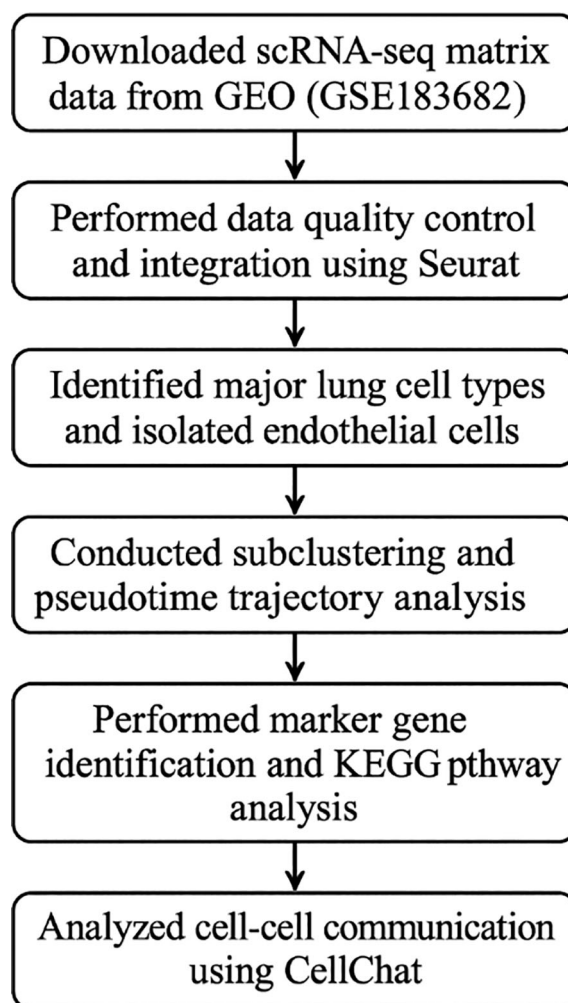 Downloaded scRNA-seq matrix
data from GEO (GSE183682)
Performed data quality control
and integration using Seurat
Identified major lung cell types
and isolated endothelial cells
Conducted subclustering and
pseudotime trajectory analysis
Performed marker gene
identification and KEGG pthway
analysis
Analyzed cell-cell communication
using CellChat